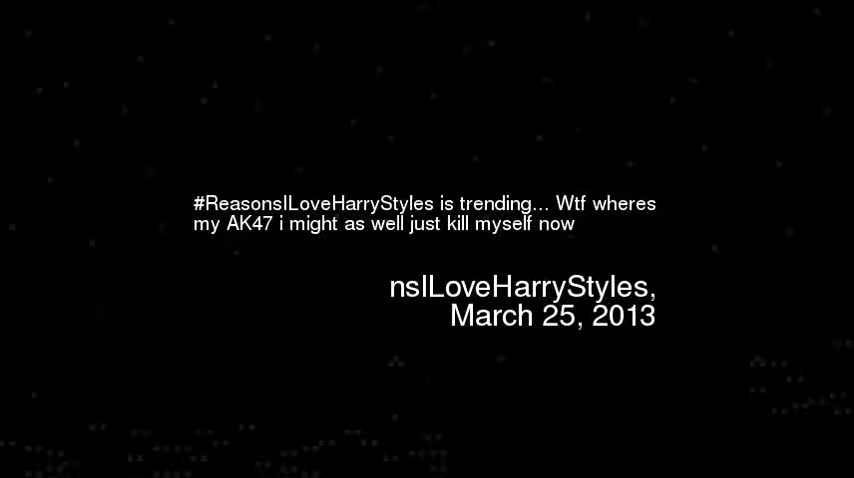 #ReasonsILoveHarryStyles is trending... Wtf wheres
my AK47 i might as well just kill myself now
nsILoveHarryStyles,
March 25, 2013